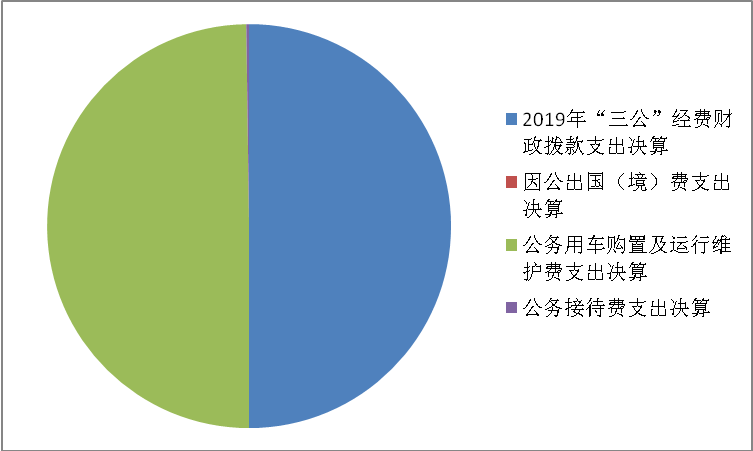 2019年“三公”经费财
政拨款支出决算
因公出国（境）费支出
决算
公务用车购置及运行维
护费支出决算
公务接待费支出决算